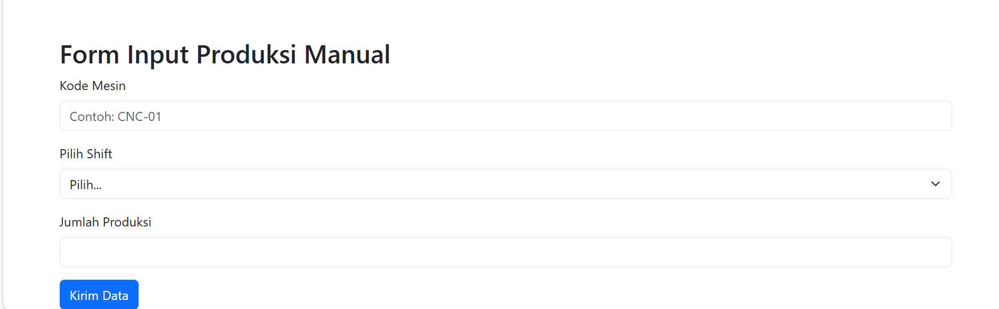 Form Input Produksi Manual
Kode Mesin
Contoh: CNC-01
Pilih Shift
Pilih...
Jumlah Produksi
Kirim Data